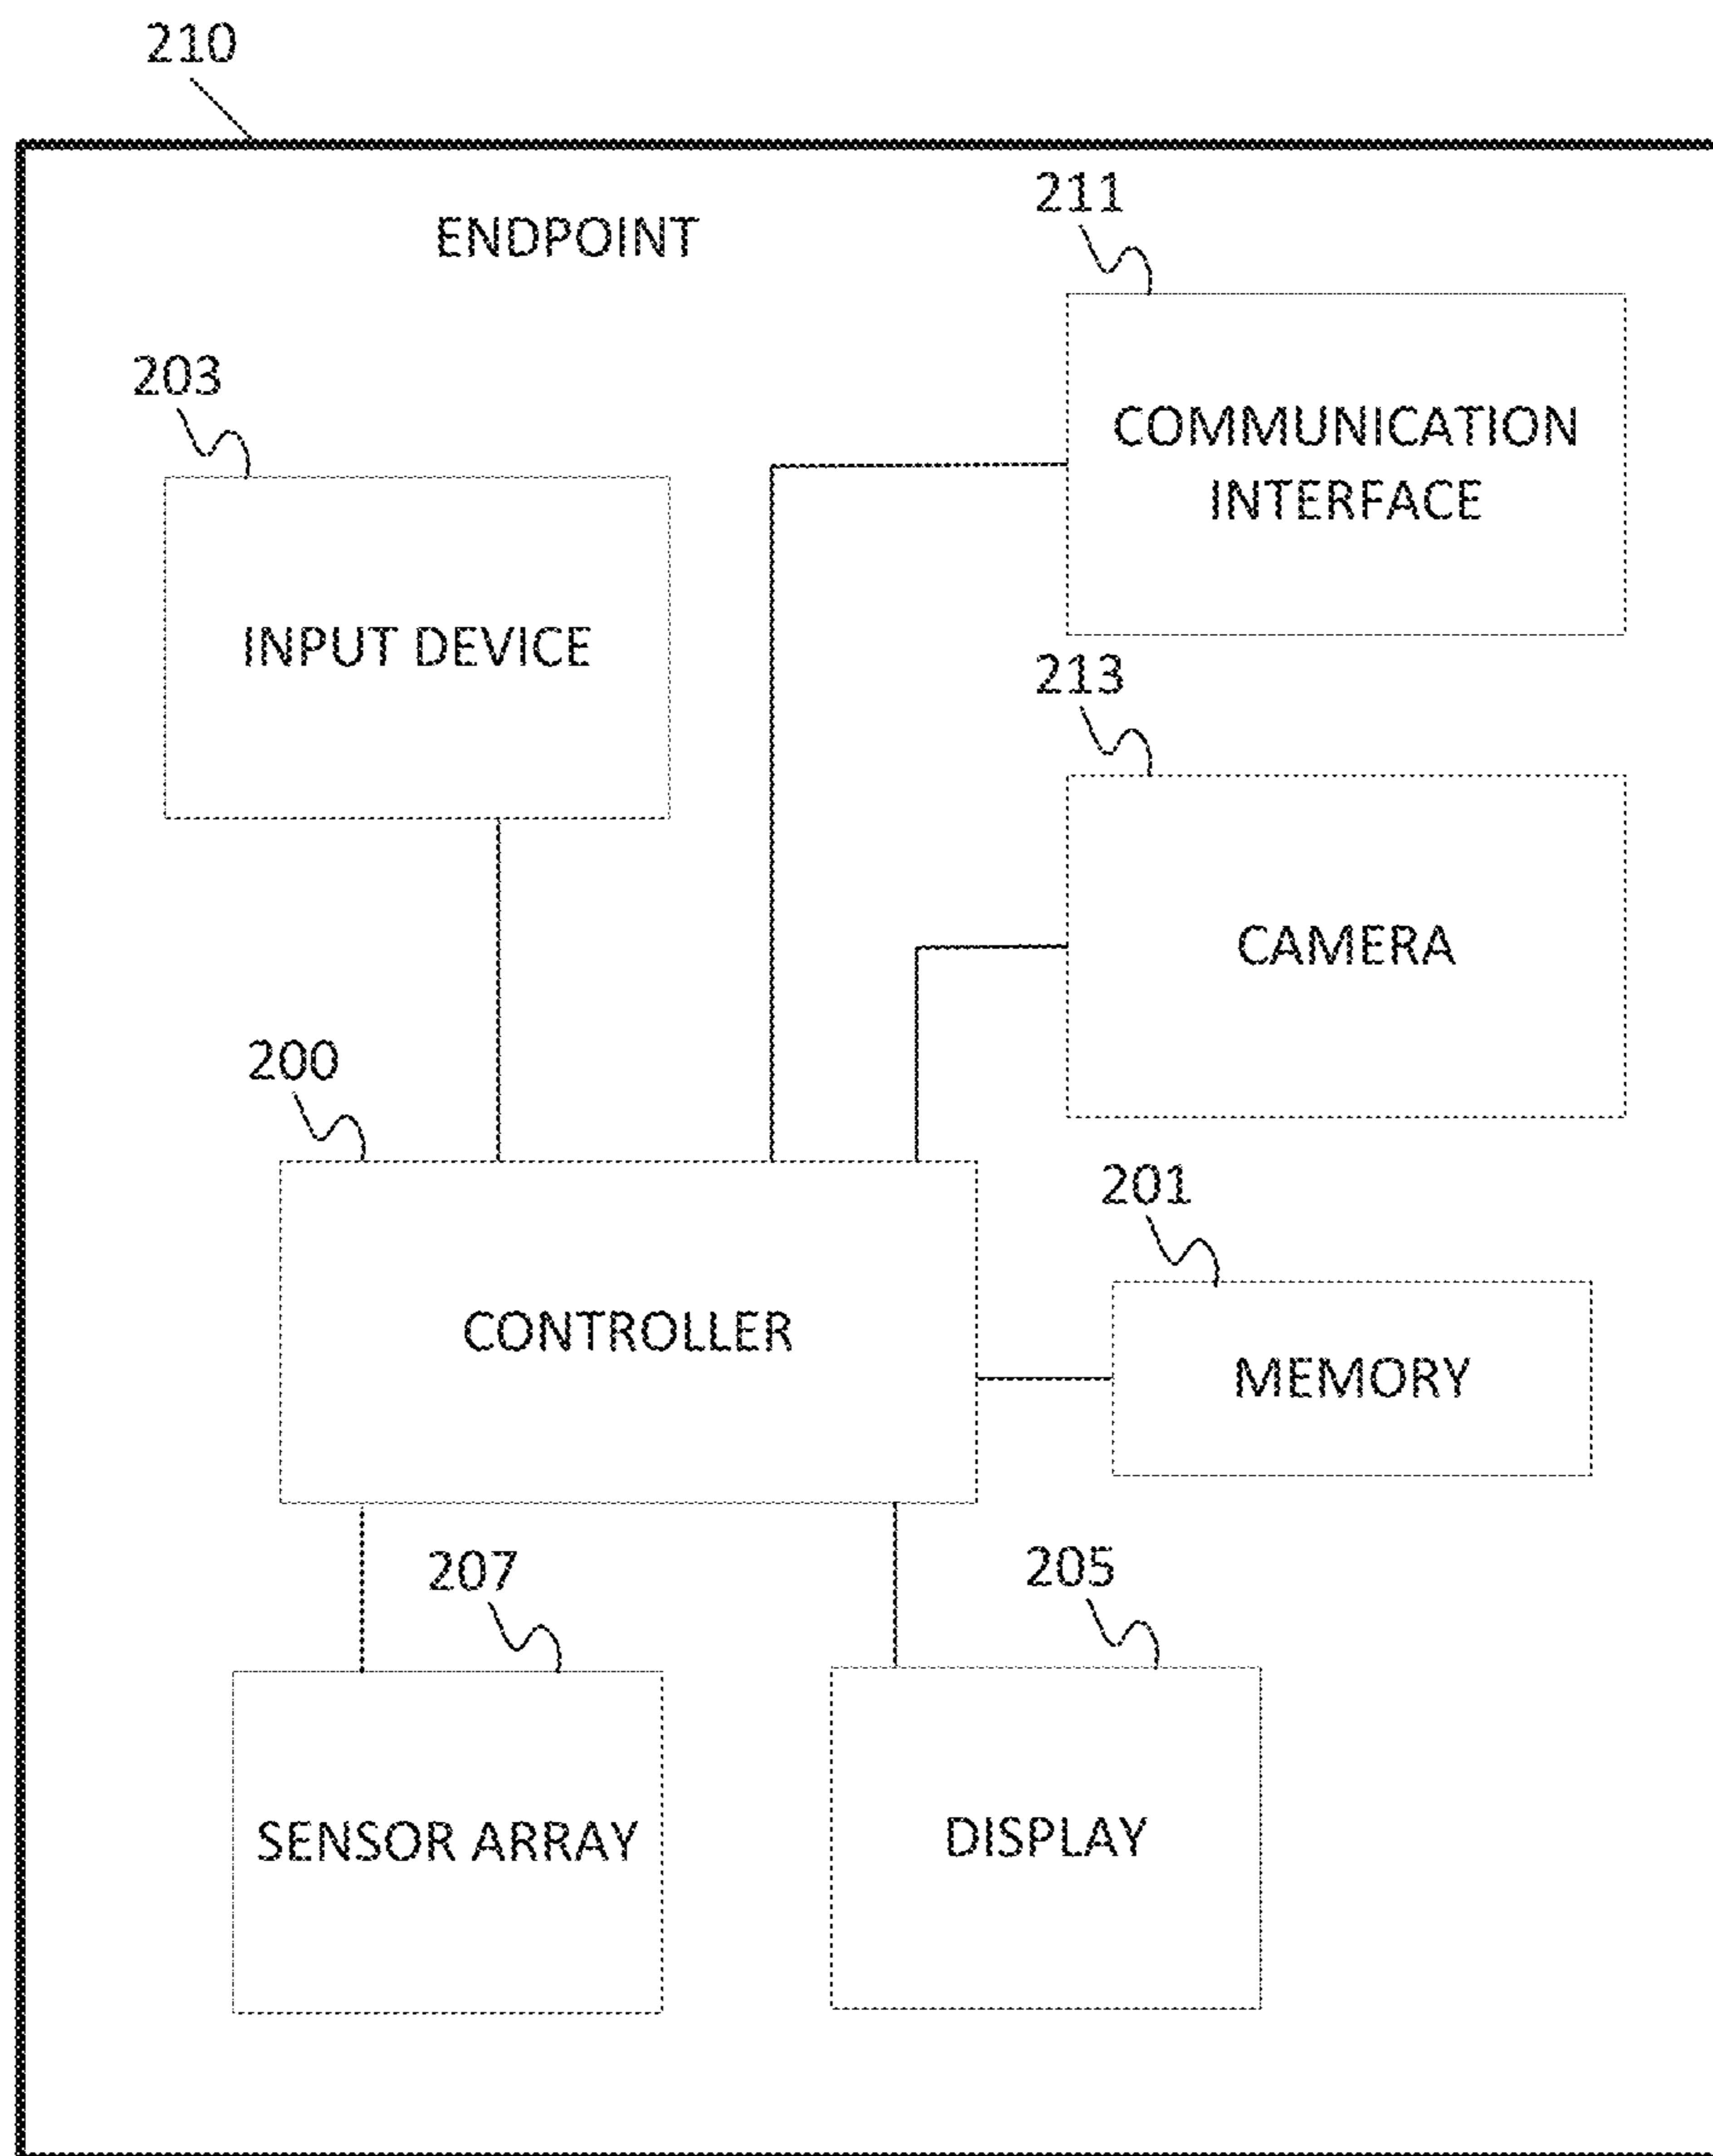 210
ENDPOINT
211
COMMUNICATION
INTERFACE
203
INPUT DEVICE
213
CAMERA
200
CONTROLLER
201
MEMORY
207
SENSOR ARRAY
205
DISPLAY